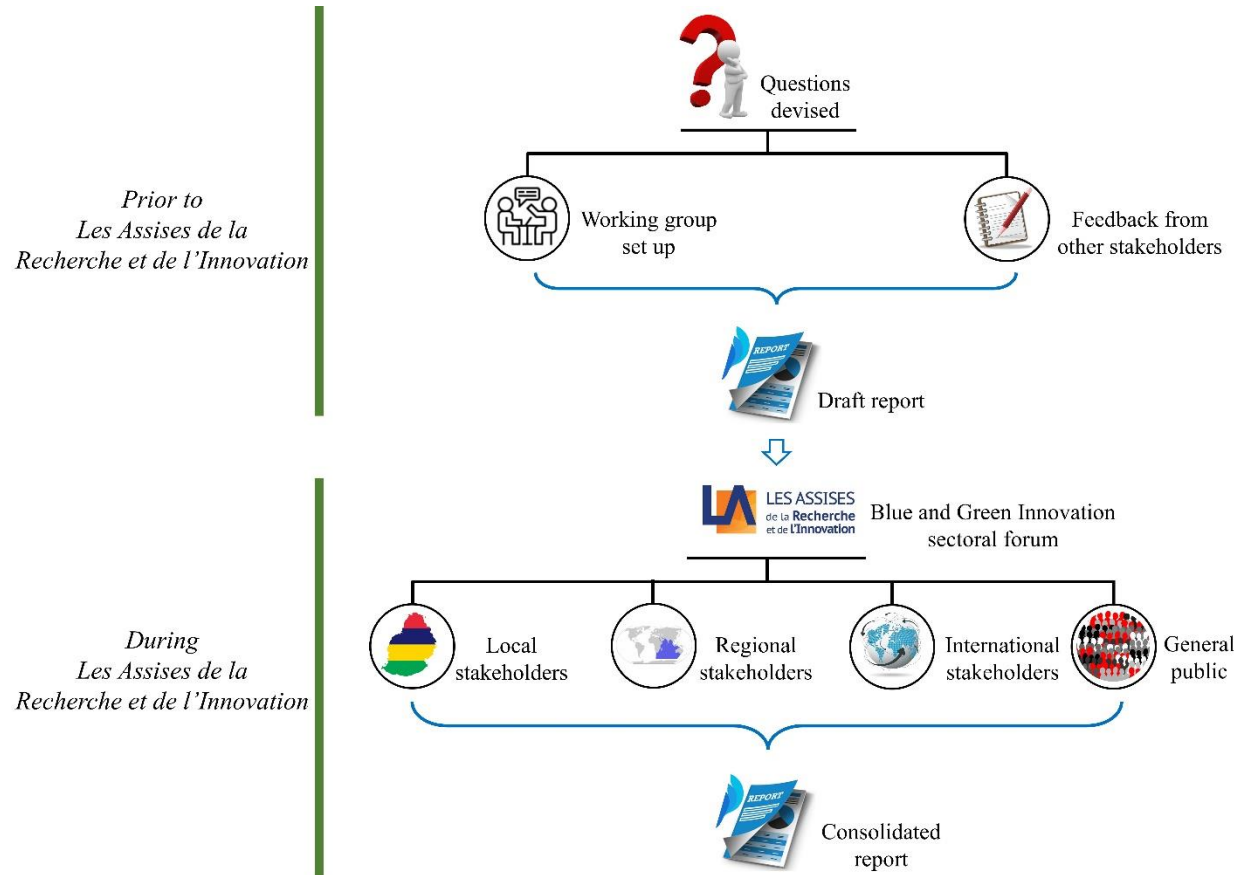 Prior to
Les Assises de la
Recherche et de l’Innovation
Questions
devised
Working group
set up
Feedback from
other stakeholders
REPORT
Draft report
LA
LES ASSISES
de la Recherche
et de l'Innovation
Blue and Green Innovation
sectoral forum
During
Les Assises de la
Recherche et de l’Innovation
Local
stakeholders
Regional
stakeholders
International
stakeholders
General
public
REPORT
Consolidated
report